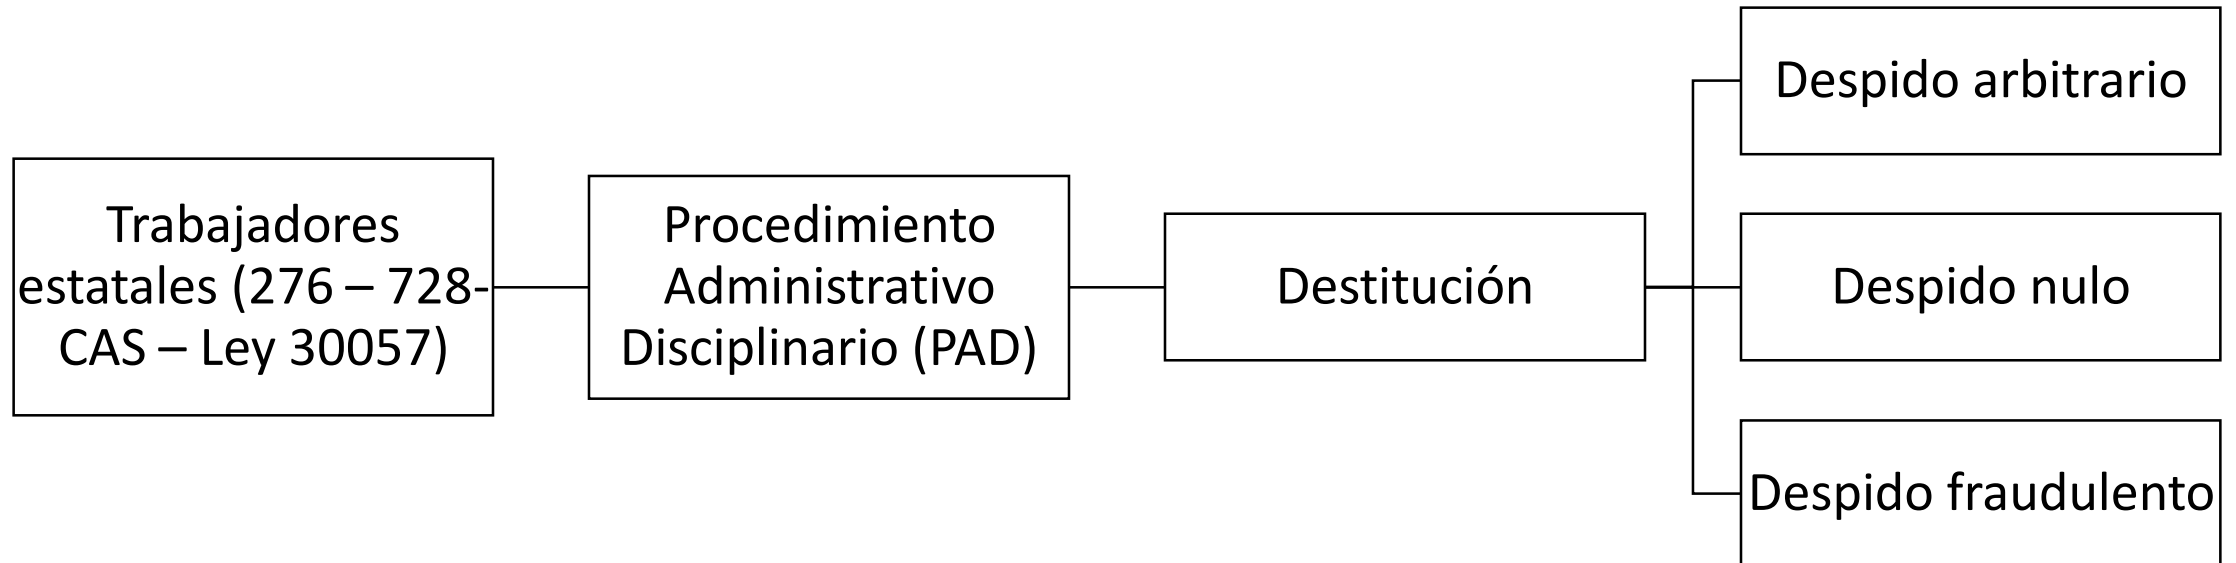 Trabajadores
estatales (276 – 728-
CAS – Ley 30057)
Procedimiento
Administrativo
Disciplinario (PAD)
Destitución
Despido arbitrario
Despido nulo
Despido fraudulento